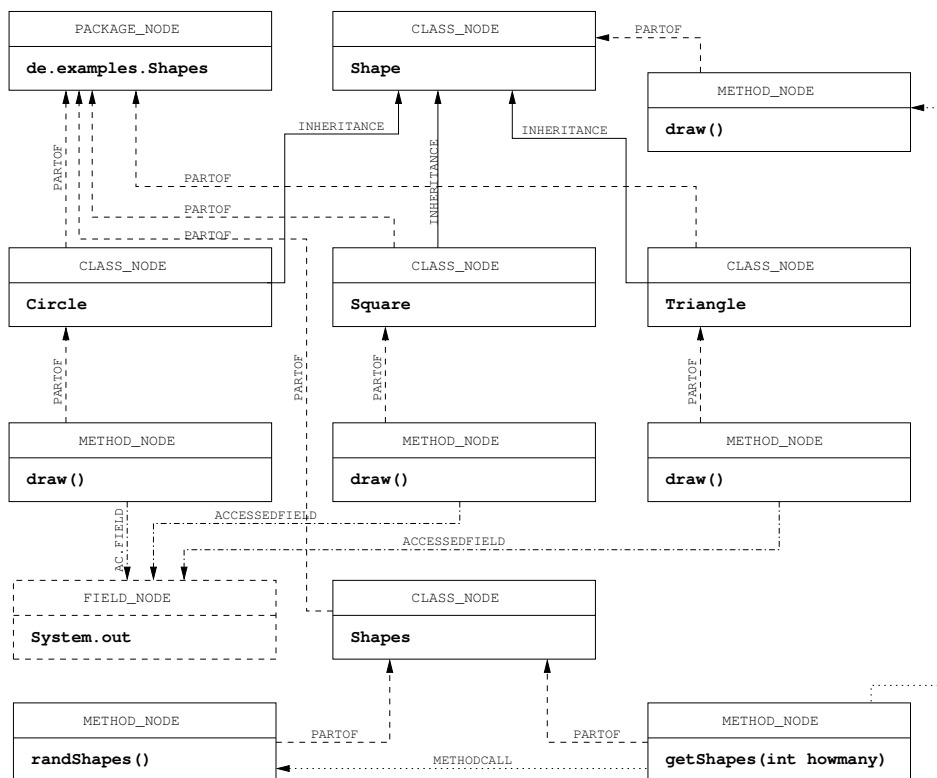 PACKAGE_NODE
de.examples.Shapes
CLASS_NODE
Shape
PARTOF
METHOD_NODE
draw()
INHERITANCE
INHERITANCE
INHERITANCE
PARTOF
PARTOF
PARTOF
PARTOF
CLASS_NODE
Circle
CLASS_NODE
Square
CLASS_NODE
Triangle
PARTOF
PARTOF
PARTOF
PARTOF
METHOD_NODE
draw()
METHOD_NODE
draw()
METHOD_NODE
draw()
AC.FIELD
ACCESSEDFIELD
ACCESSEDFIELD
FIELD_NODE
System.out
CLASS_NODE
Shapes
METHOD_NODE
randShapes()
PARTOF
PARTOF
METHODCALL
METHOD_NODE
getShapes(int howmany)